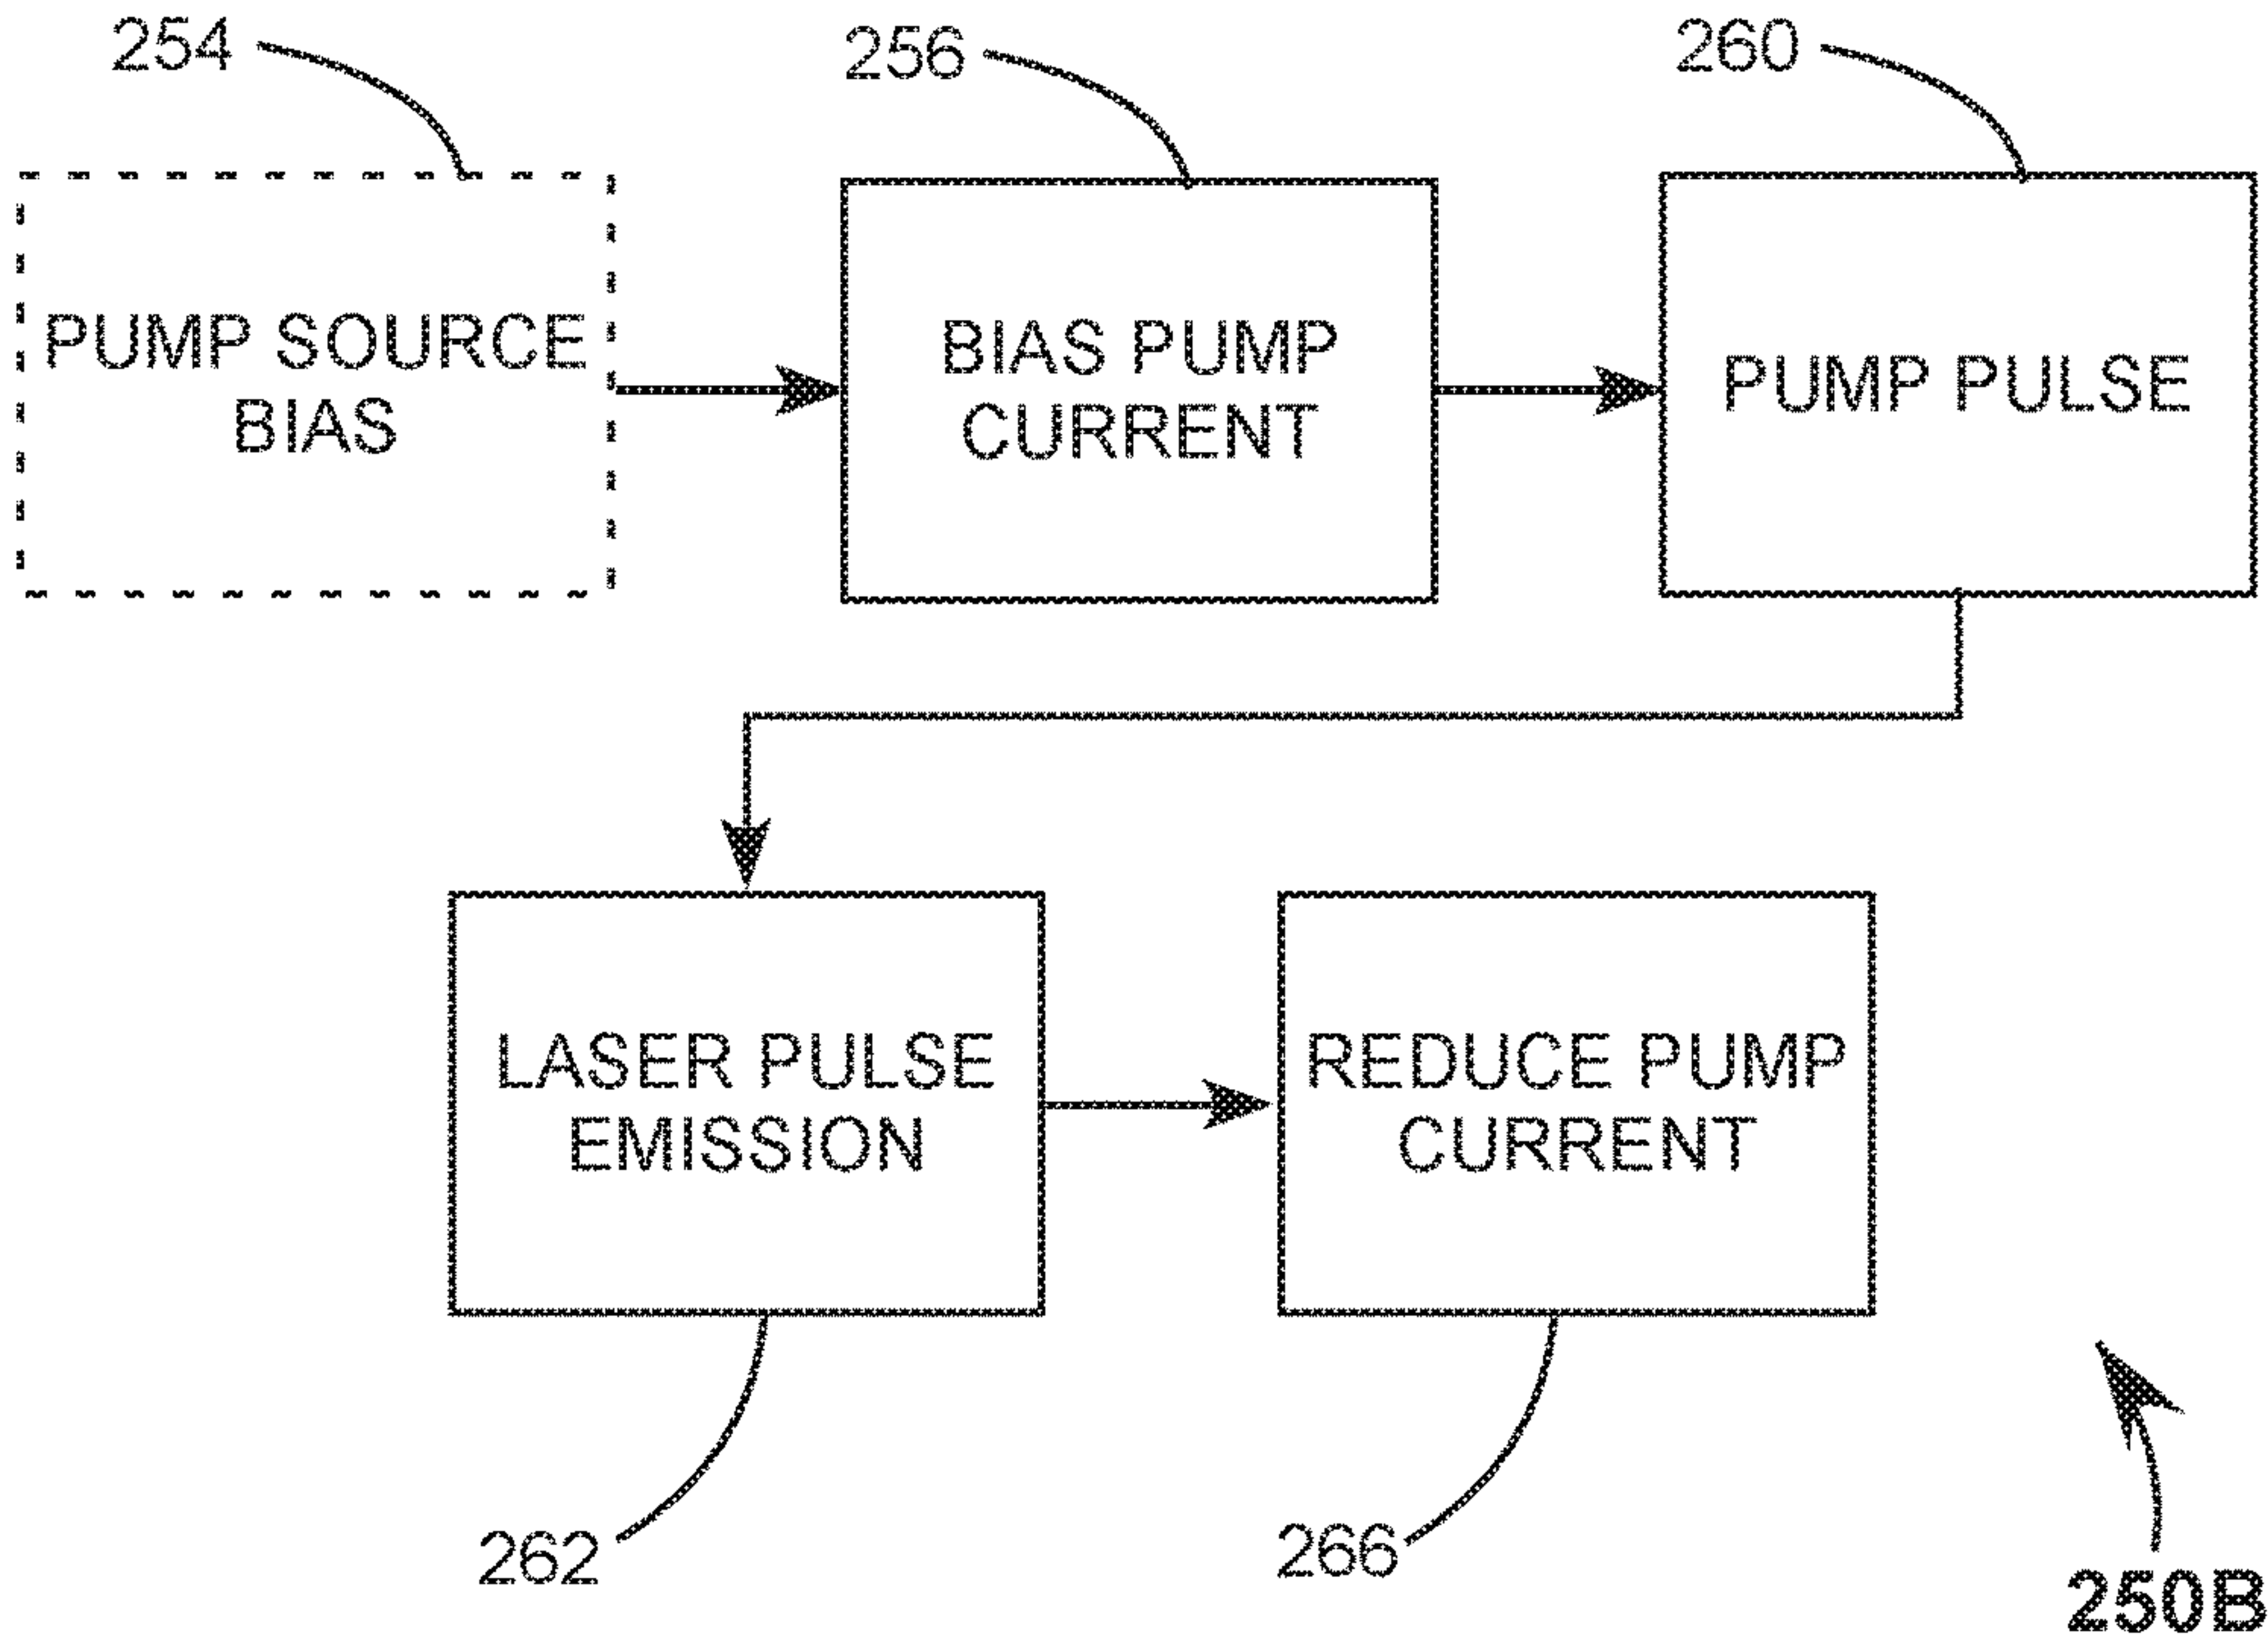 254
256
260
PUMP SOURCE
BIAS
BIAS PUMP
CURRENT
PUMP PULSE
LASER PULSE
EMISSION
REDUCE PUMP
CURRENT
262
266
250B